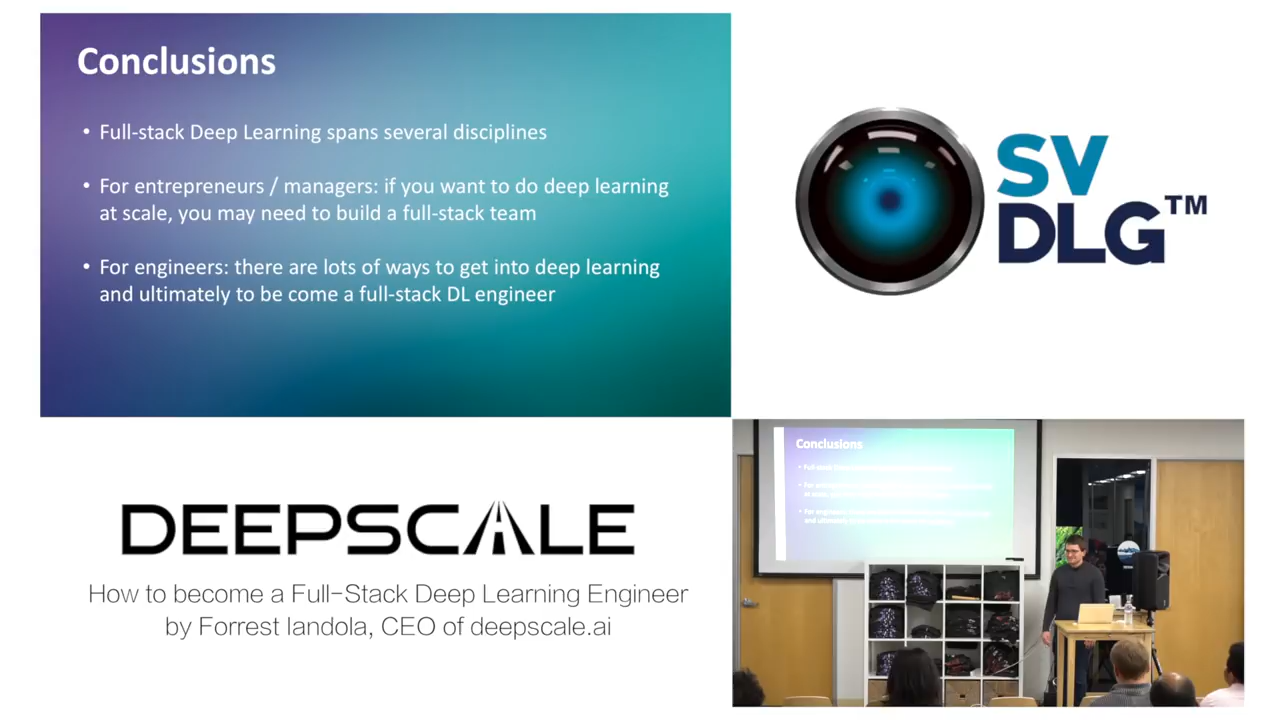 Conclusions
• Full-stack Deep Learning spans several disciplines
• For entrepreneurs / managers: if you want to do deep learning
at scale, you may need to build a full-stack team
• For engineers: there are lots of ways to get into deep learning
and ultimately to be come a full-stack DL engineer
SV
DLG™
DEEPSCALE
How to become a Full-Stack Deep Learning Engineer
by Forrest Iandola, CEO of deepscale.ai
Conclusions